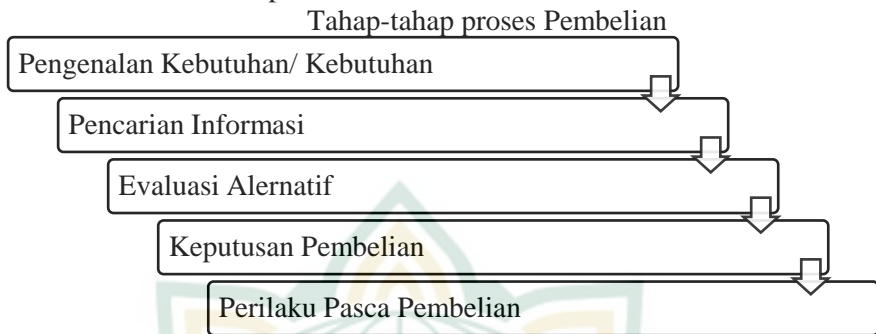 Tahap-tahap proses Pembelian
Pengenalan Kebutuhan/ Kebutuhan
Pencarian Informasi
Evaluasi Alernatif
Keputusan Pembelian
Perilaku Pasca Pembelian